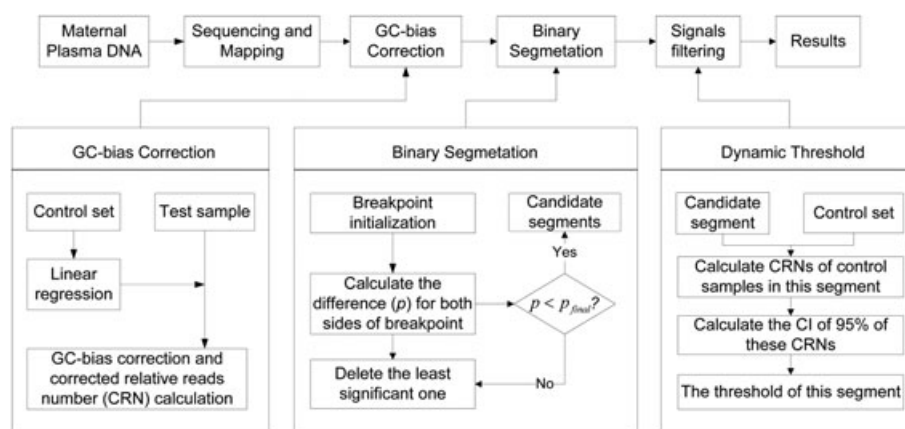 Maternal
Plasma DNA
Sequencing and
Mapping
GC-bias
Correction
Binary
Segmetation
Signals
filtering
Results
GC-bias Correction
Control set
Test sample
Linear
regression
GC-bias correction and
corrected relative reads
number (CRN) calculation
Binary Segmetation
Breakpoint
initialization
Candidate
segments
Yes
Calculate the
difference (p) for both
sides of breakpoint
p < p final?
No
Delete the least
significant one
Dynamic Threshold
Candidate
segment
Control set
Calculate CRNs of control
samples in this segment
Calculate the CI of 95% of
these CRNs
The threshold of this segment